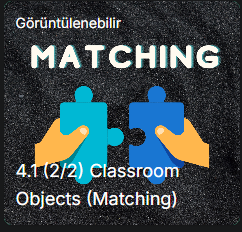 Görüntülenebilir
MATCHING
4.1 (2/2) Classroom
Objects (Matching)